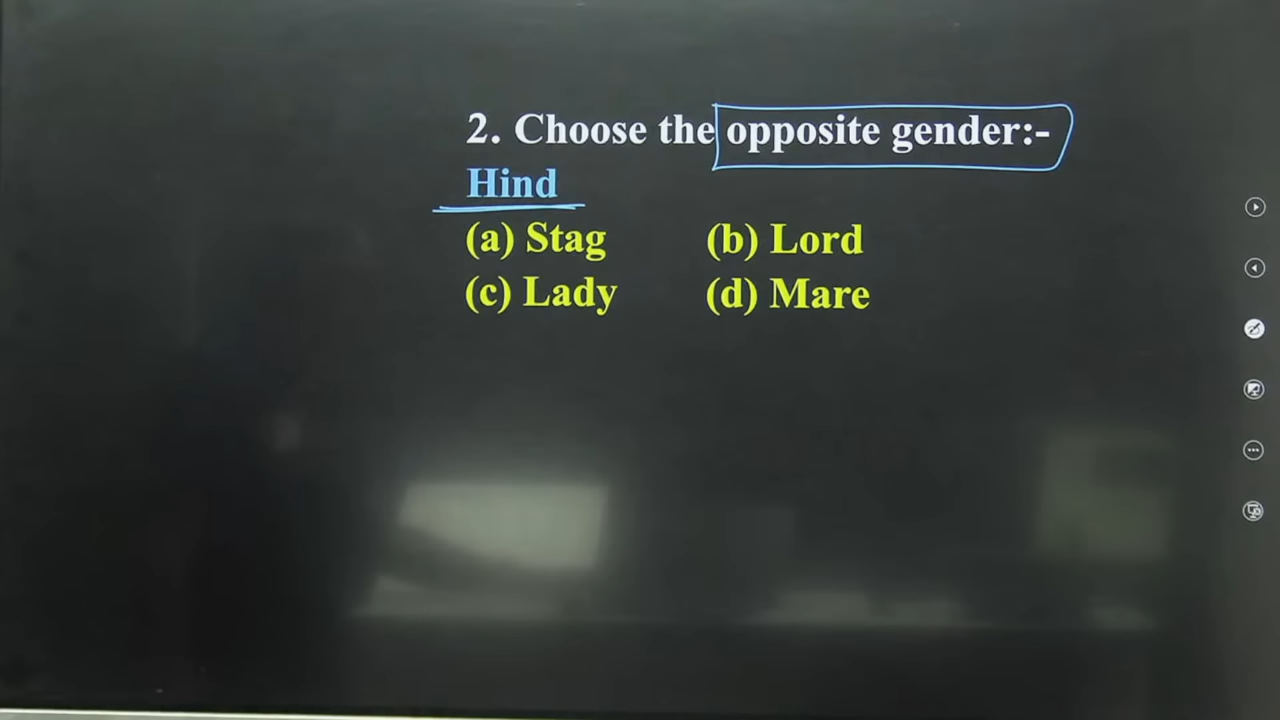 2. Choose the opposite gender:-
Hind
(a) Stag (b) Lord
(c) Lady (d) Mare